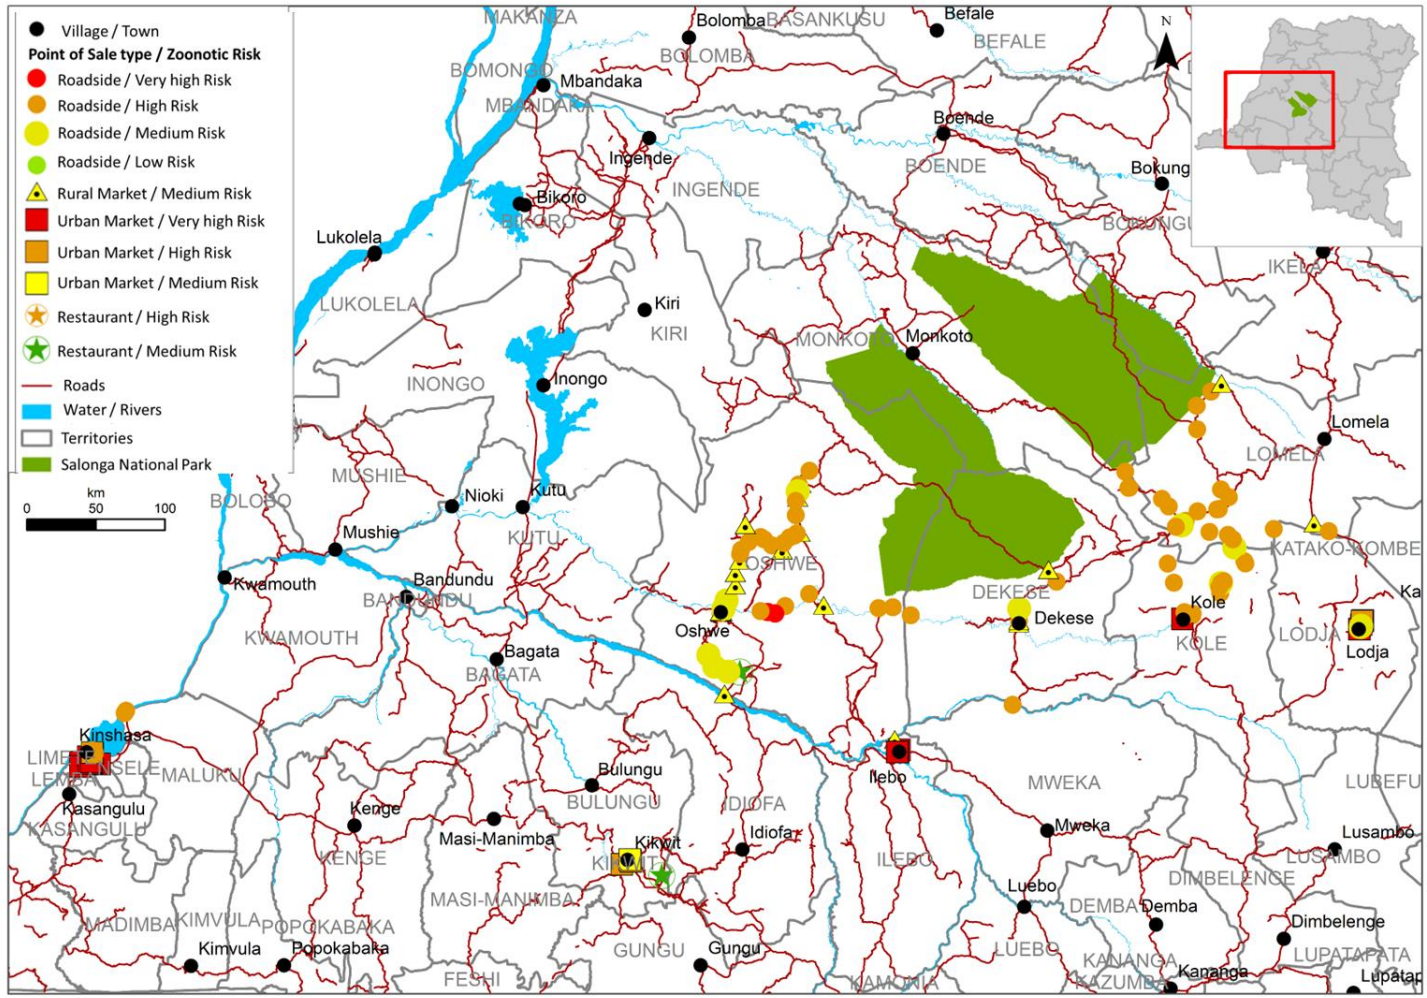 Village / Town
Point of Sale type / Zoonotic Risk
Roadside / Very high Risk
Roadside / High Risk
Roadside / Medium Risk
Roadside / Low Risk
Rural Market / Medium Risk
Urban Market / Very high Risk
Urban Market / High Risk
Urban Market / Medium Risk
Restaurant / High Risk
Restaurant / Medium Risk
Roads
Water / Rivers
Territories
Salonga National Park
km
0 50 100
N
MAKANZA
Bolomba
BASANKUSU
Befale
BEFALE
BOLOMBA
BOMONGO
Mbandaka
MBANDAKA
Boende
Ingende
BOENDE
Bokung
INGENDE
Bikoro
BIKORO
BOKUNGU
Lukolela
IKELA
LUKOLELA
Kiri
KIRI
MONKOTO
Monkoto
Inongo
INONGO
Lomela
LOMELA
MUSHIE
BOLOBO
Nioki
Kutu
Mushie
KUTU
KATAKO-KOMBE
OSHWE
Kwamouth
Bandundu
BANDUNDU
DEKESE
Kole
Ka
Oshwe
Dekese
KWAMOUTH
KOLE
LODJA
Lodja
Bagata
BAGATA
Kinshasa
LIMETE
NSELE
LEMBA
MALUKU
Ilebo
MWEKA
LUBEFU
Kasangulu
Bulungu
BULUNGU
IDIOFA
KASANGULU
Kenge
Masi-Manimba
Mweka
Lusambo
KENGE
Kikwit
KIKWIT
Idiofa
ILEBO
LUSAMBO
DIMBELENGE
MASI-MANIMBA
Luebo
DEMBA
Demba
MADIMBA
KIMVULA
POPOKABAKA
Dimbelenge
Kimvula
Popokabaka
GUNGU
Gungu
LUEBO
LUPATAPATA
KANANGA
FESHI
KAMONIA
KAZUMBA
Kananga
Lupatap